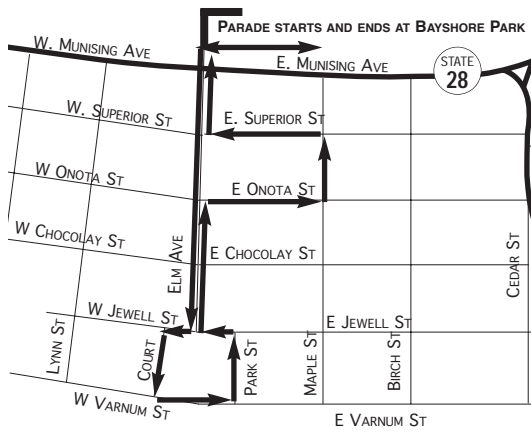 PARADE STARTS AND ENDS AT BAYSHORE PARK
W. MUNISING AVE
E. MUNISING AVE
STATE
28
W. SUPERIOR ST
E. SUPERIOR ST
W ONOTA ST
E ONOTA ST
W CHOCOLAY ST
E CHOCOLAY ST
ELM AVE
CEDAR ST
W JEWELL ST
E JEWELL ST
LYNN ST
COURT
PARK ST
MAPLE ST
BIRCH ST
W VARNUM ST
E VARNUM ST